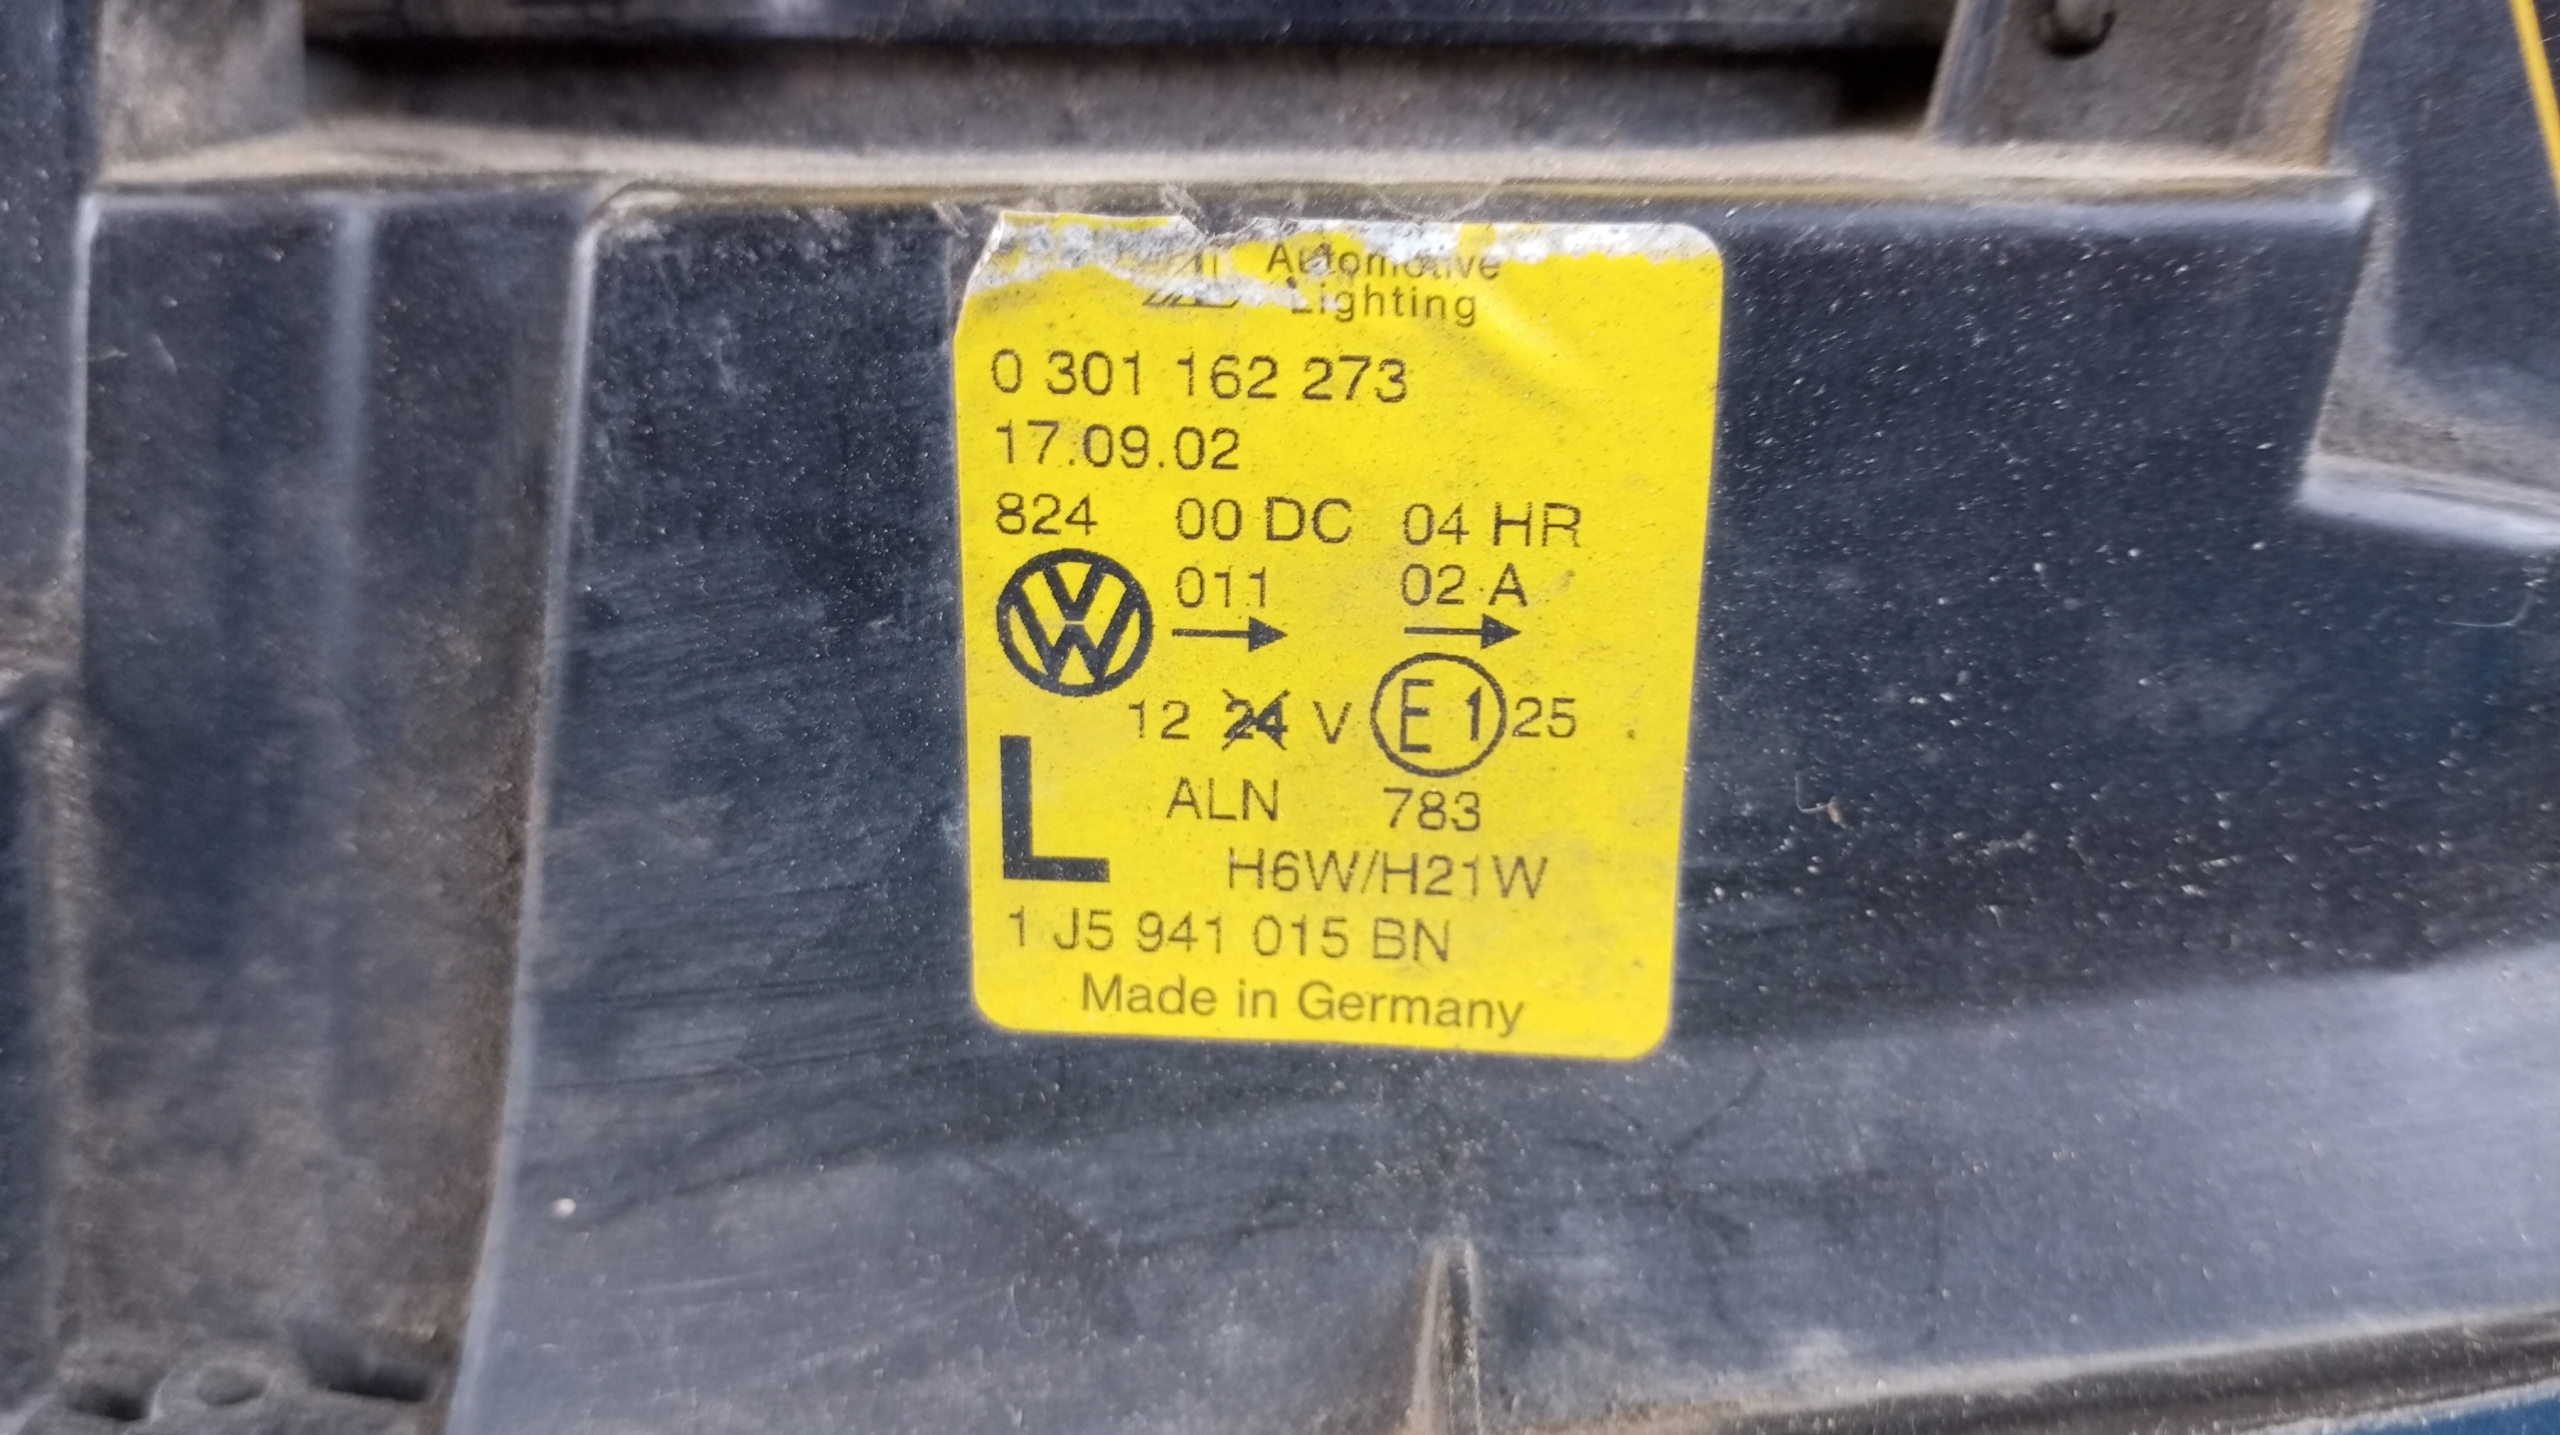 Automotive
Lighting
0 301 162 273
17.09.02
824 00 DC 04 HR
011 02 A
12 24 V E1 25
L ALN 783
H6W/H21W
1 J5 941 015 BN
Made in Germany